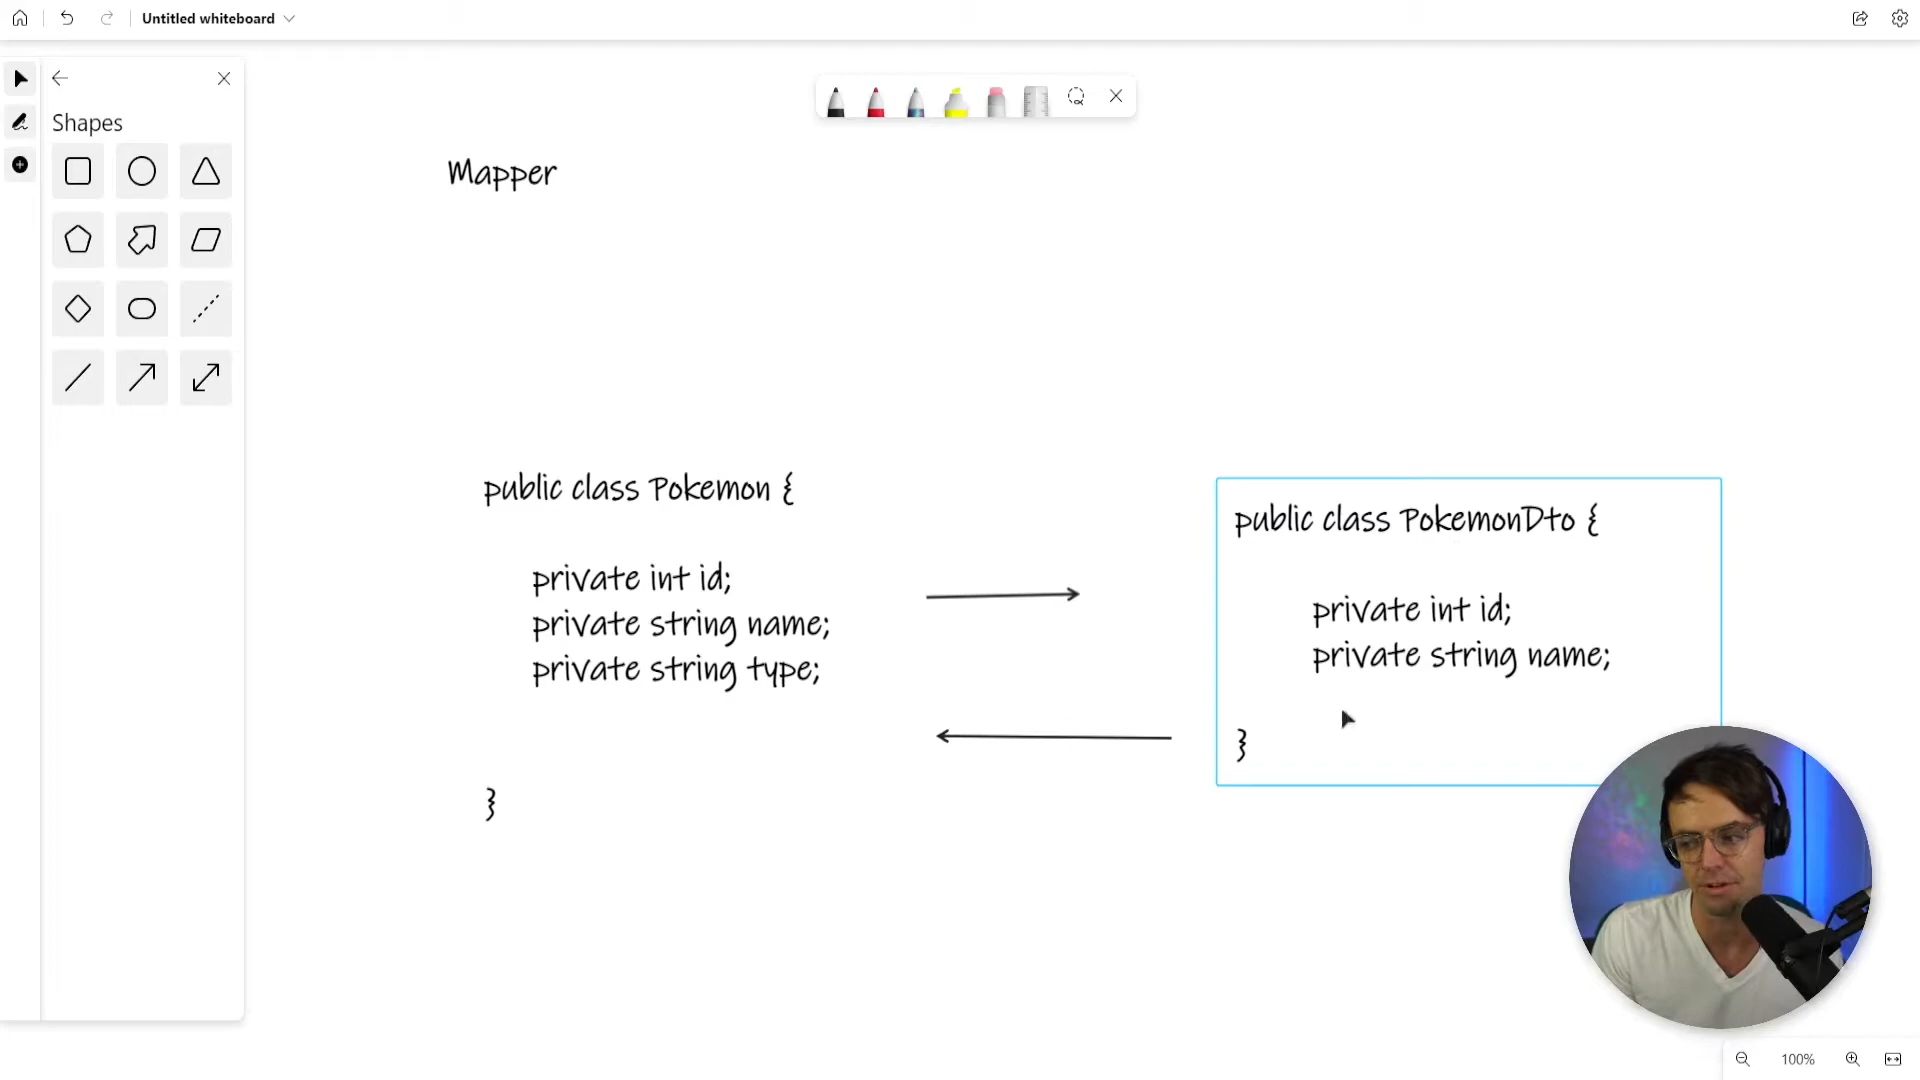 Untitled whiteboard
Shapes
Mapper
public class Pokemon {
private int id;
private string name;
private string type;
}
public class PokemonDto {
private int id;
private string name;
}
100%